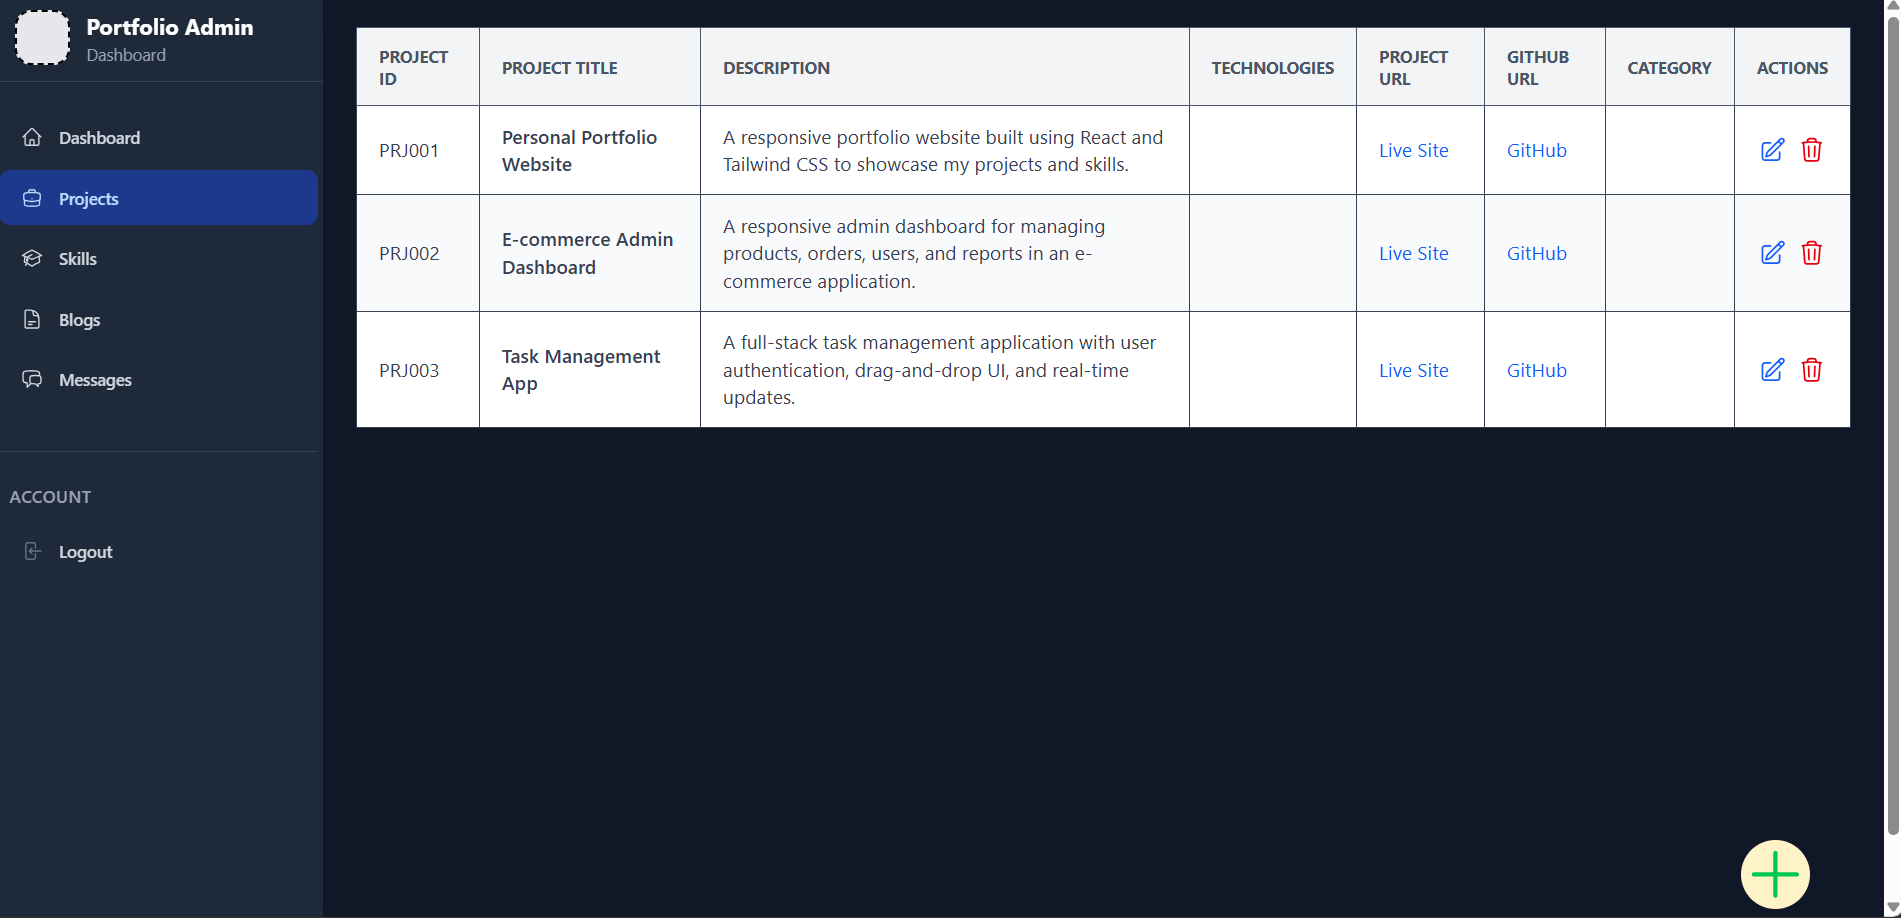 Portfolio Admin
Dashboard
Dashboard
Projects
Skills
Blogs
Messages
ACCOUNT
Logout
PROJECT
ID
PROJECT TITLE
DESCRIPTION
TECHNOLOGIES
PROJECT
URL
GITHUB
URL
CATEGORY
ACTIONS
PRJ001
Personal Portfolio
Website
A responsive portfolio website built using React and
Tailwind CSS to showcase my projects and skills.
Live Site
GitHub
PRJ002
E-commerce Admin
Dashboard
A responsive admin dashboard for managing
products, orders, users, and reports in an e-
commerce application.
Live Site
GitHub
PRJ003
Task Management
App
A full-stack task management application with user
authentication, drag-and-drop UI, and real-time
updates.
Live Site
GitHub